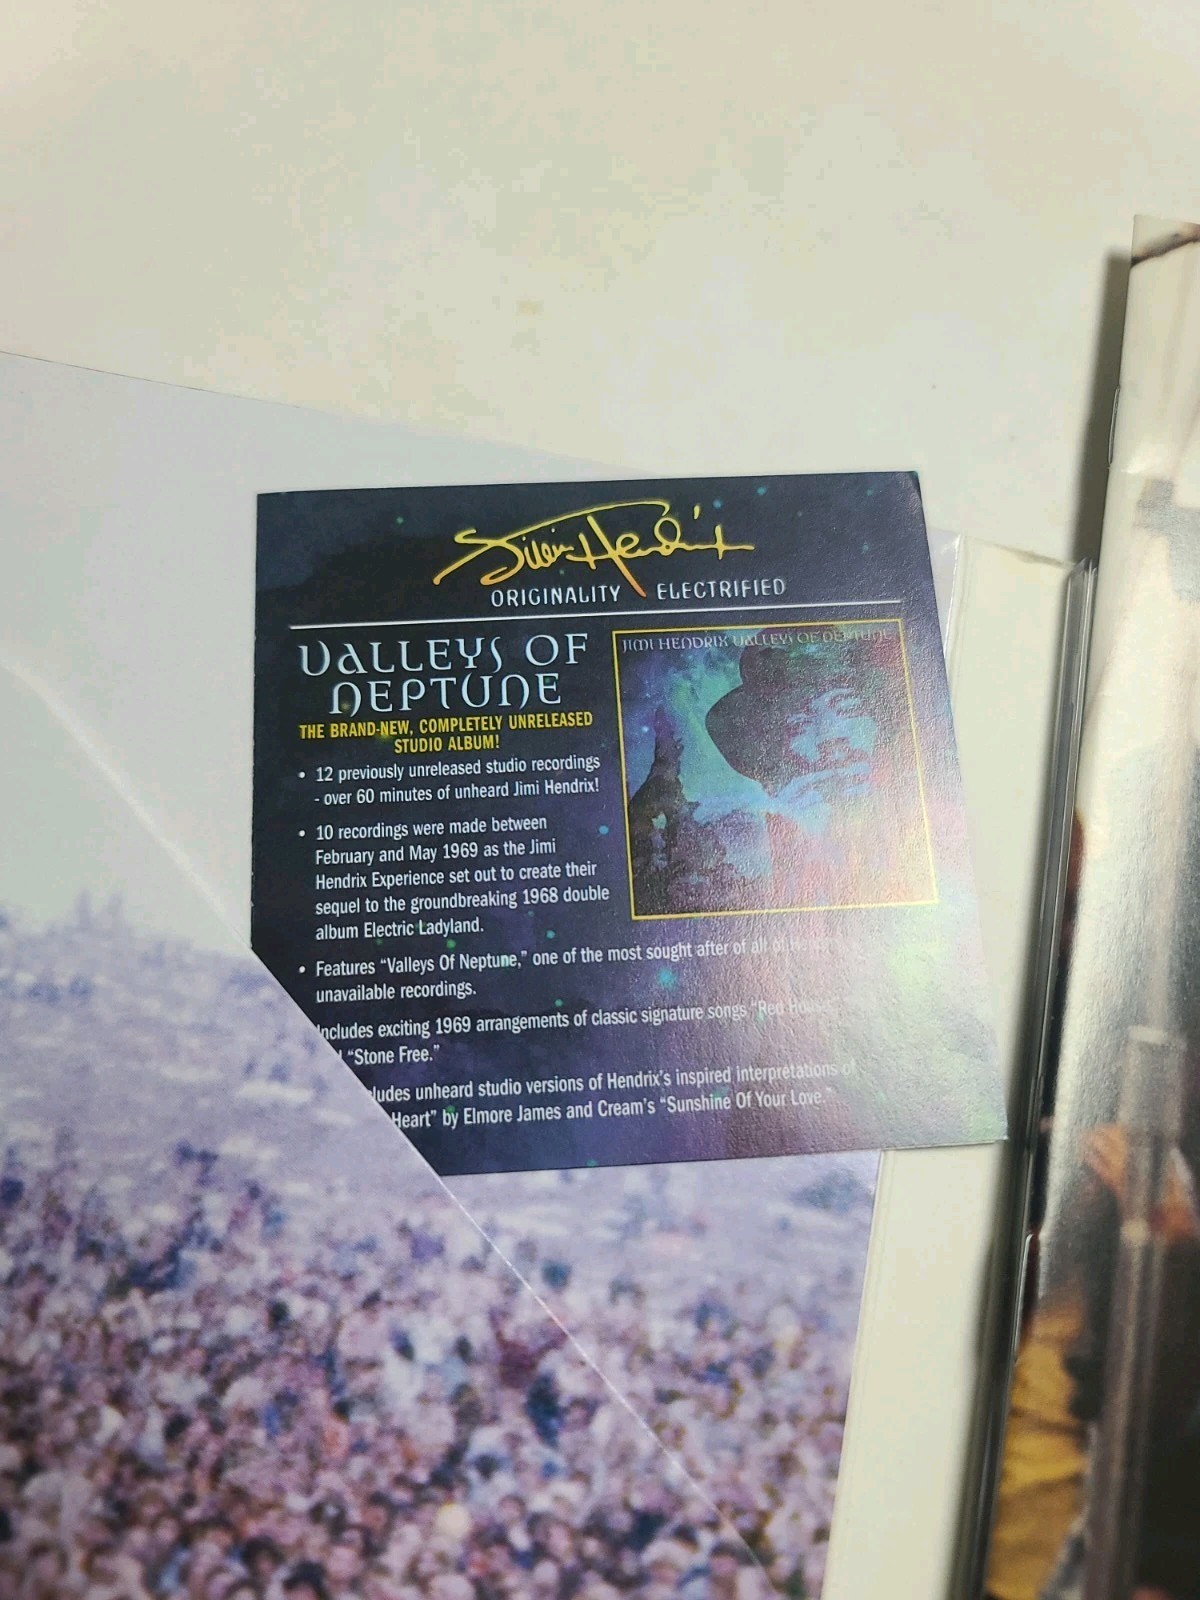 Jimi Hendrix
ORIGINALITY ELECTRIFIED
VALLEYS OF
NEPTUNE
THE BRAND-NEW, COMPLETELY UNRELEASED
STUDIO ALBUM!
• 12 previously unreleased studio recordings
- over 60 minutes of unheard Jimi Hendrix!
• 10 recordings were made between
February and May 1969 as the Jimi
Hendrix Experience set out to create their
sequel to the groundbreaking 1968 double
album Electric Ladyland.
JIMI HENDRIX VALLEYS OF NEPTUNE
• Features “Valleys Of Neptune,” one of the most sought after of all of
unavailable recordings.
Includes exciting 1969 arrangements of classic signature songs “Red House”
“Stone Free.”
unheard studio versions of Hendrix’s inspired interpretations of
Heart” by Elmore James and Cream’s “Sunshine Of Your Love.”